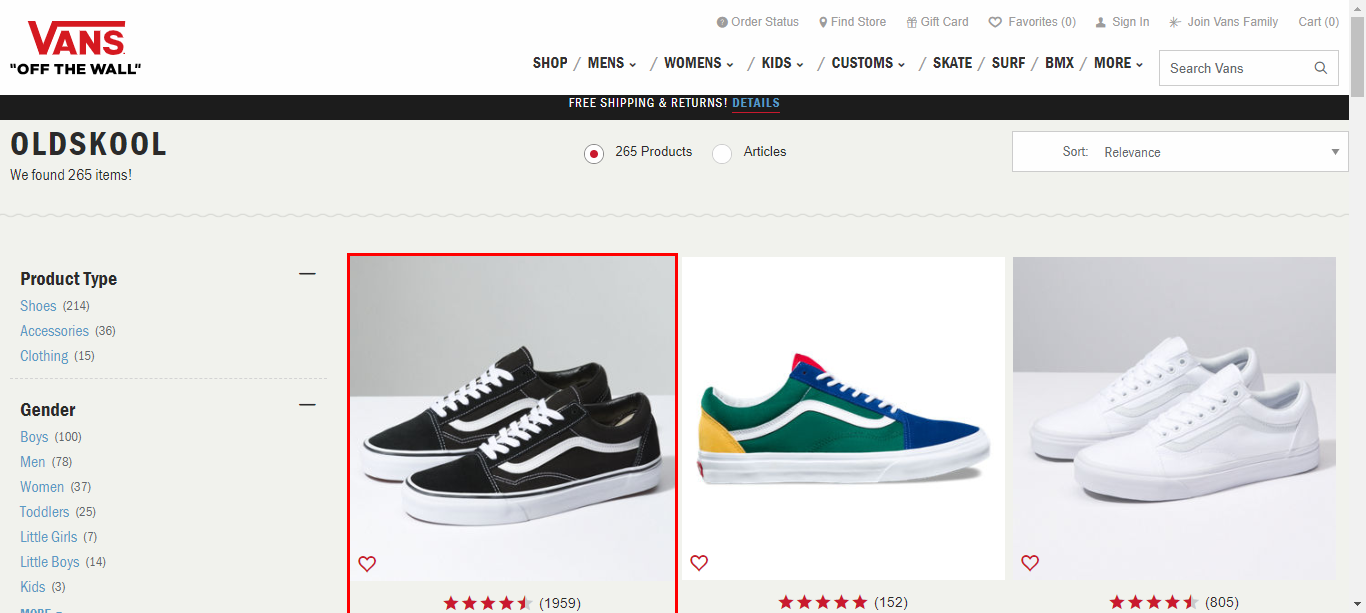 Order Status Find Store Gift Card Favorites (0) Sign In Join Vans Family Cart (0)
VANS
"OFF THE WALL"
SHOP / MENS / WOMENS / KIDS / CUSTOMS / SKATE / SURF / BMX / MORE
Search Vans
FREE SHIPPING & RETURNS! DETAILS
OLDSKOOL
We found 265 items!
265 Products Articles
Sort: Relevance
Product Type
Shoes (214)
Accessories (36)
Clothing (15)
Gender
Boys (100)
Men (78)
Women (37)
Toddlers (25)
Little Girls (7)
Little Boys (14)
Kids (3)
MORE
(1959)
(152)
(805)